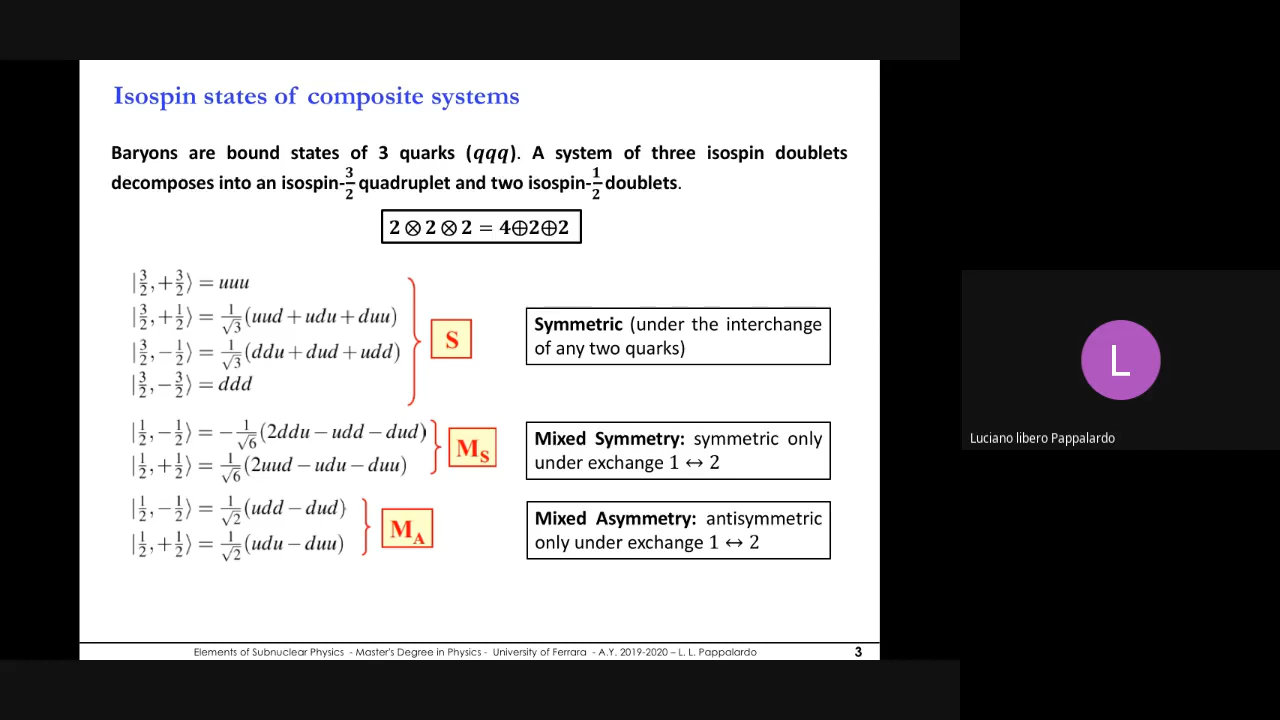 Isospin states of composite systems
Baryons are bound states of 3 quarks (𝒒𝒒𝒒). A system of three isospin doublets
decomposes into an isospin-3/2 quadruplet and two isospin-1/2 doublets.
2 ⊗ 2 ⊗ 2 = 4⊕2⊕2
|3/2, +3/2⟩ = uuu
|3/2, +1/2⟩ = 1/√3 (uud + udu + duu)
|3/2, −1/2⟩ = 1/√3 (ddu + dud + udd)
|3/2, −3/2⟩ = ddd
S
Symmetric (under the interchange
of any two quarks)
|1/2, −1/2⟩ = −1/√6 (2ddu − udd − dud)
|1/2, +1/2⟩ = 1/√6 (2uud − udu − duu)
M_S
Mixed Symmetry: symmetric only
under exchange 1 ↔ 2
|1/2, −1/2⟩ = 1/√2 (udd − dud)
|1/2, +1/2⟩ = 1/√2 (udu − duu)
M_A
Mixed Asymmetry: antisymmetric
only under exchange 1 ↔ 2
Elements of Subnuclear Physics - Master's Degree in Physics - University of Ferrara - A.Y. 2019-2020 – L. L. Pappalardo
3
L
Luciano libero Pappalardo